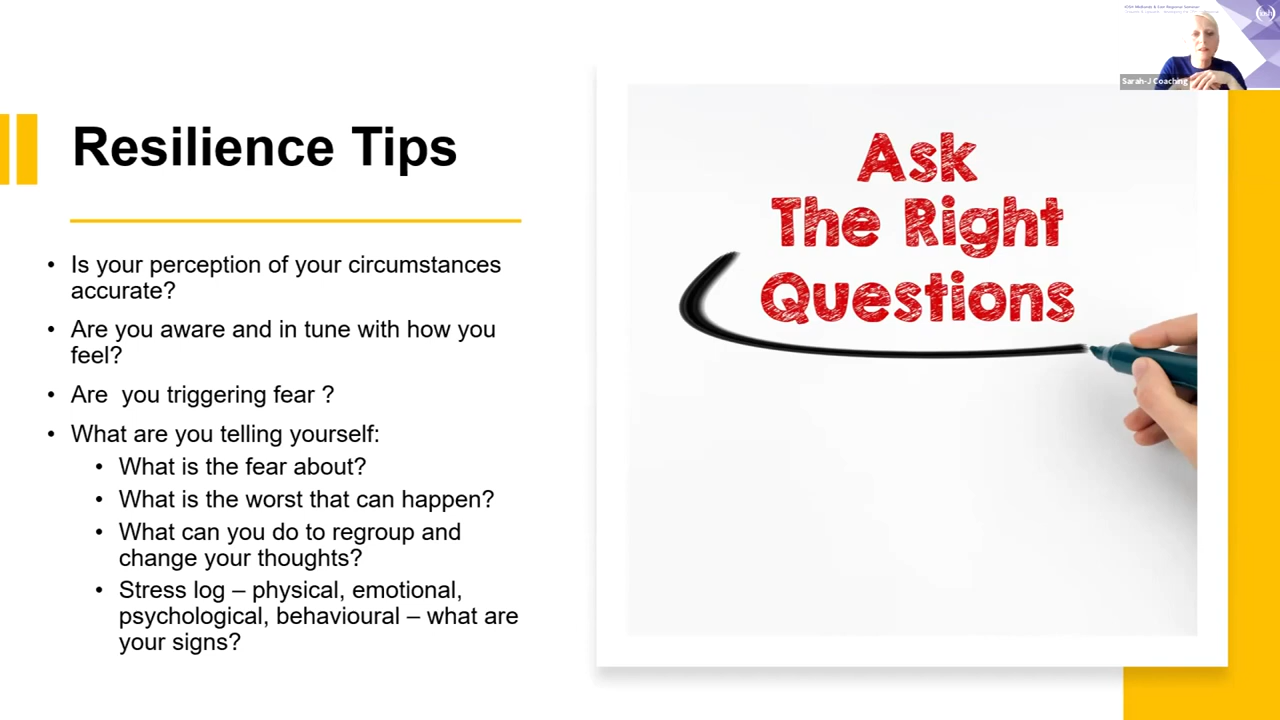 Resilience Tips
• Is your perception of your circumstances
accurate?
• Are you aware and in tune with how you
feel?
• Are  you triggering fear ?
• What are you telling yourself:
• What is the fear about?
• What is the worst that can happen?
• What can you do to regroup and
change your thoughts?
• Stress log – physical, emotional,
psychological, behavioural – what are
your signs?
Ask
The Right
Questions
Sarah-J Coaching